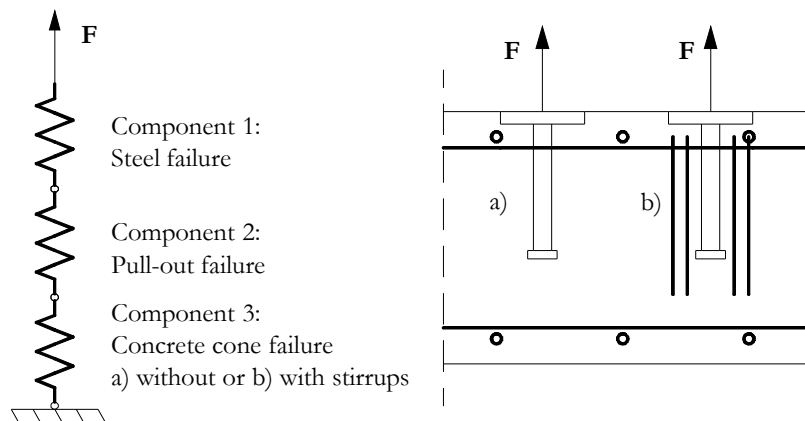 F
Component 1:
Steel failure
Component 2:
Pull-out failure
Component 3:
Concrete cone failure
a) without or b) with stirrups
F
F
a)
b)